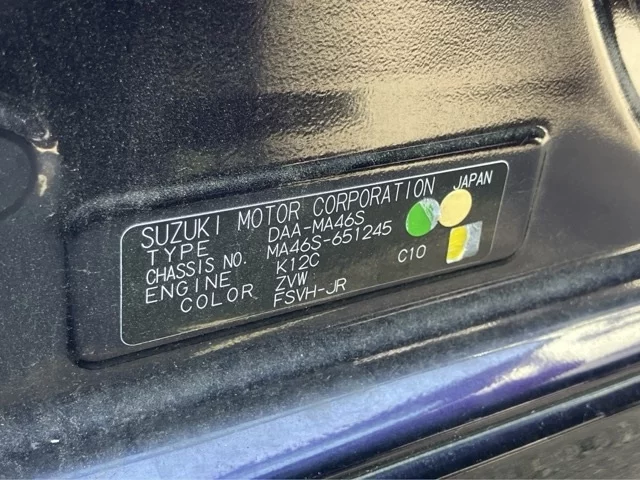 SUZUKI MOTOR CORPORATION JAPAN
TYPE DAA-MA46S
CHASSIS NO. MA46S-651245
ENGINE K12C C10
COLOR ZVW
FSVH-JR